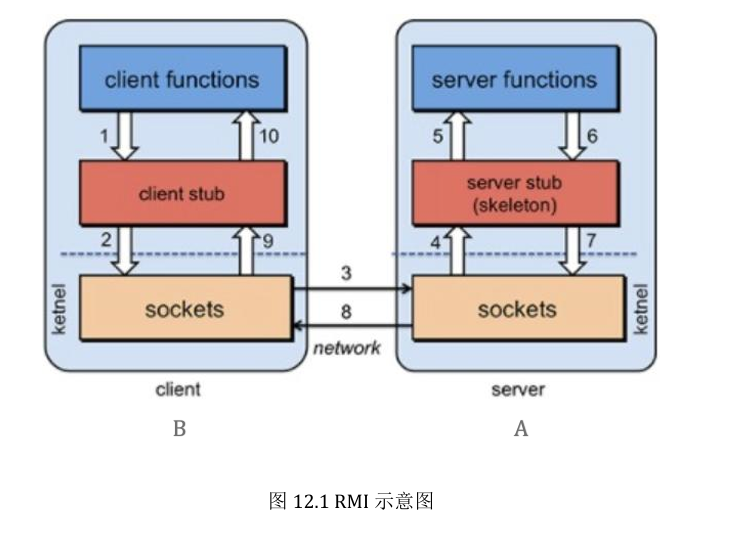 client functions
server functions
1
10
5
6
client stub
server stub
(skeleton)
2
9
4
7
ketnel
sockets
3
8
sockets
ketnel
network
client
server
B
A
图 12.1 RMI 示意图